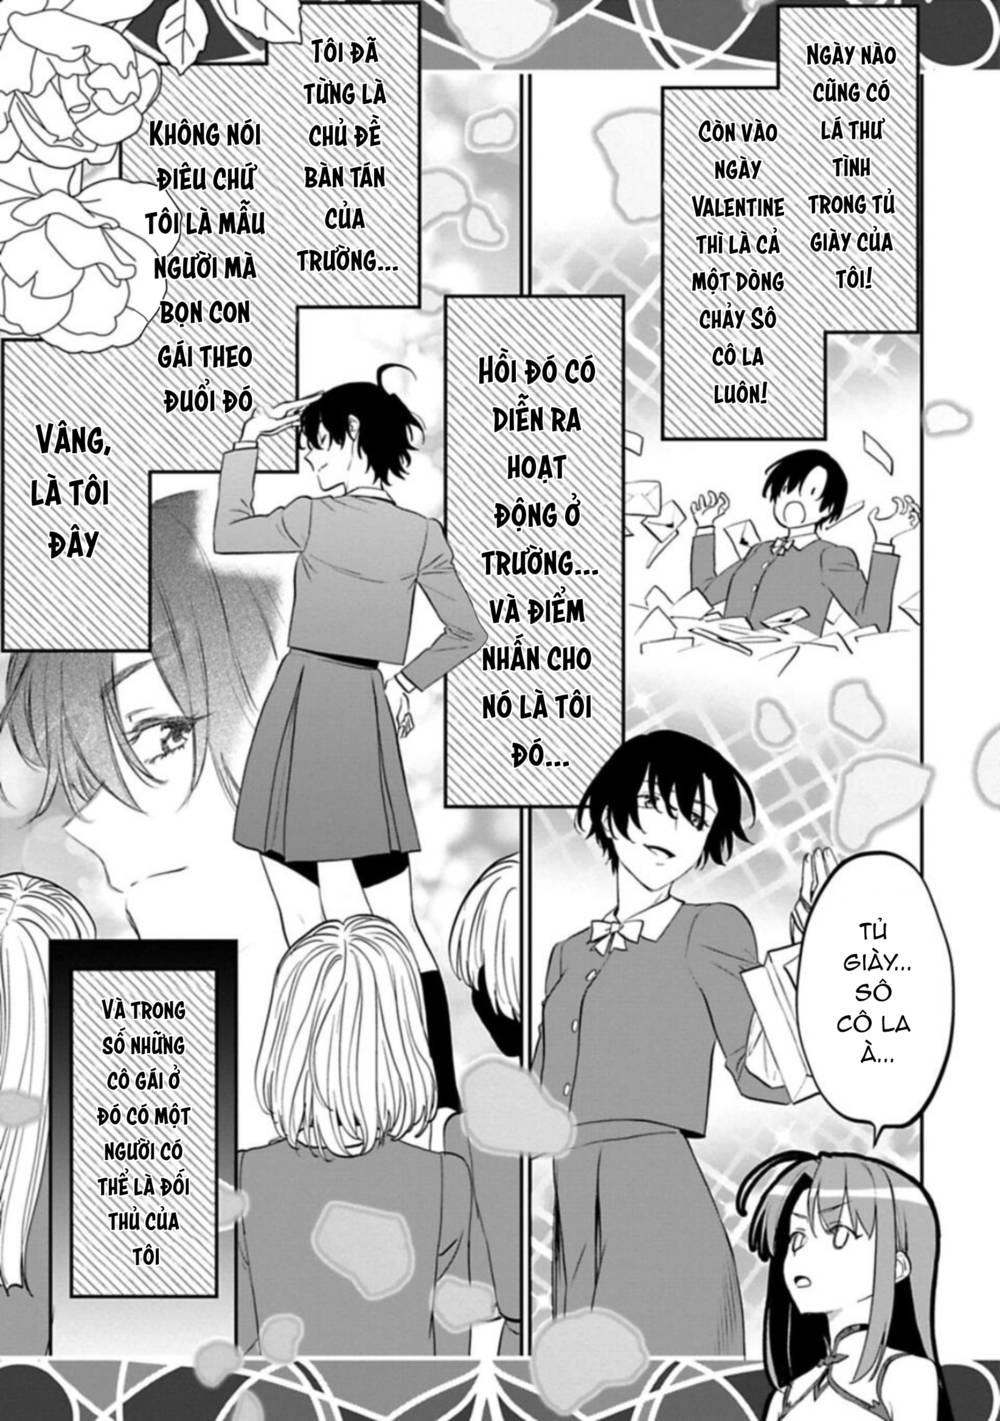 NGÀY NÀO
CŨNG CÓ
LÁ THƯ
TÌNH
TRONG TỦ
GIÀY CỦA
TÔI!
CÒN VÀO
NGÀY
VALENTINE
THÌ LÀ CẢ
MỘT DÒNG
CHẢY SÔ
CÔ LA
LUÔN!
HỒI ĐÓ CÓ
DIỄN RA
HOẠT
ĐỘNG Ở
TRƯỜNG...
VÀ ĐIỂM
NHẤN CHO
NÓ LÀ TÔI
ĐÓ...
TỦ
GIÀY...
SÔ
CÔ LA
À...
TÔI ĐÃ
TỪNG LÀ
CHỦ ĐỀ
BÀN TÁN
CỦA
TRƯỜNG...
KHÔNG NÓI
ĐIÊU CHỨ
TÔI LÀ MẪU
NGƯỜI MÀ
BỌN CON
GÁI THEO
ĐUỔI ĐÓ
VÂNG,
LÀ TÔI
ĐÂY
VÀ TRONG
SỐ NHỮNG
CÔ GÁI Ở
ĐÓ CÓ MỘT
NGƯỜI CÓ
THỂ LÀ ĐỐI
THỦ CỦA
TÔI